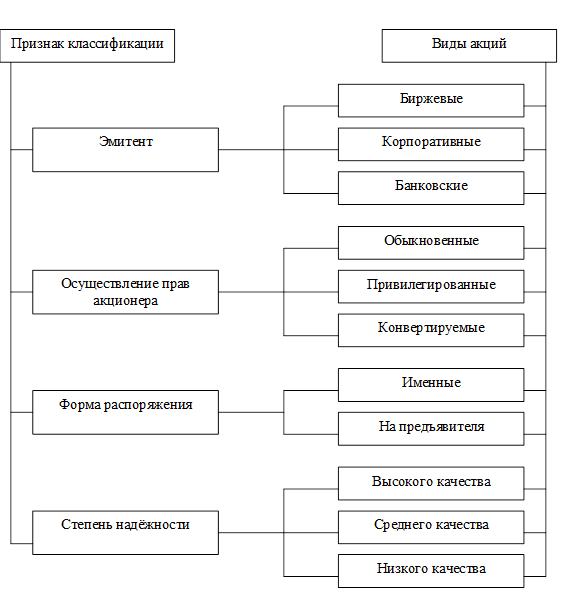 Признак классификации
Виды акций
Эмитент
Биржевые
Корпоративные
Банковские
Осуществление прав
акционера
Обыкновенные
Привилегированные
Конвертируемые
Форма распоряжения
Именные
На предъявителя
Степень надёжности
Высокого качества
Среднего качества
Низкого качества